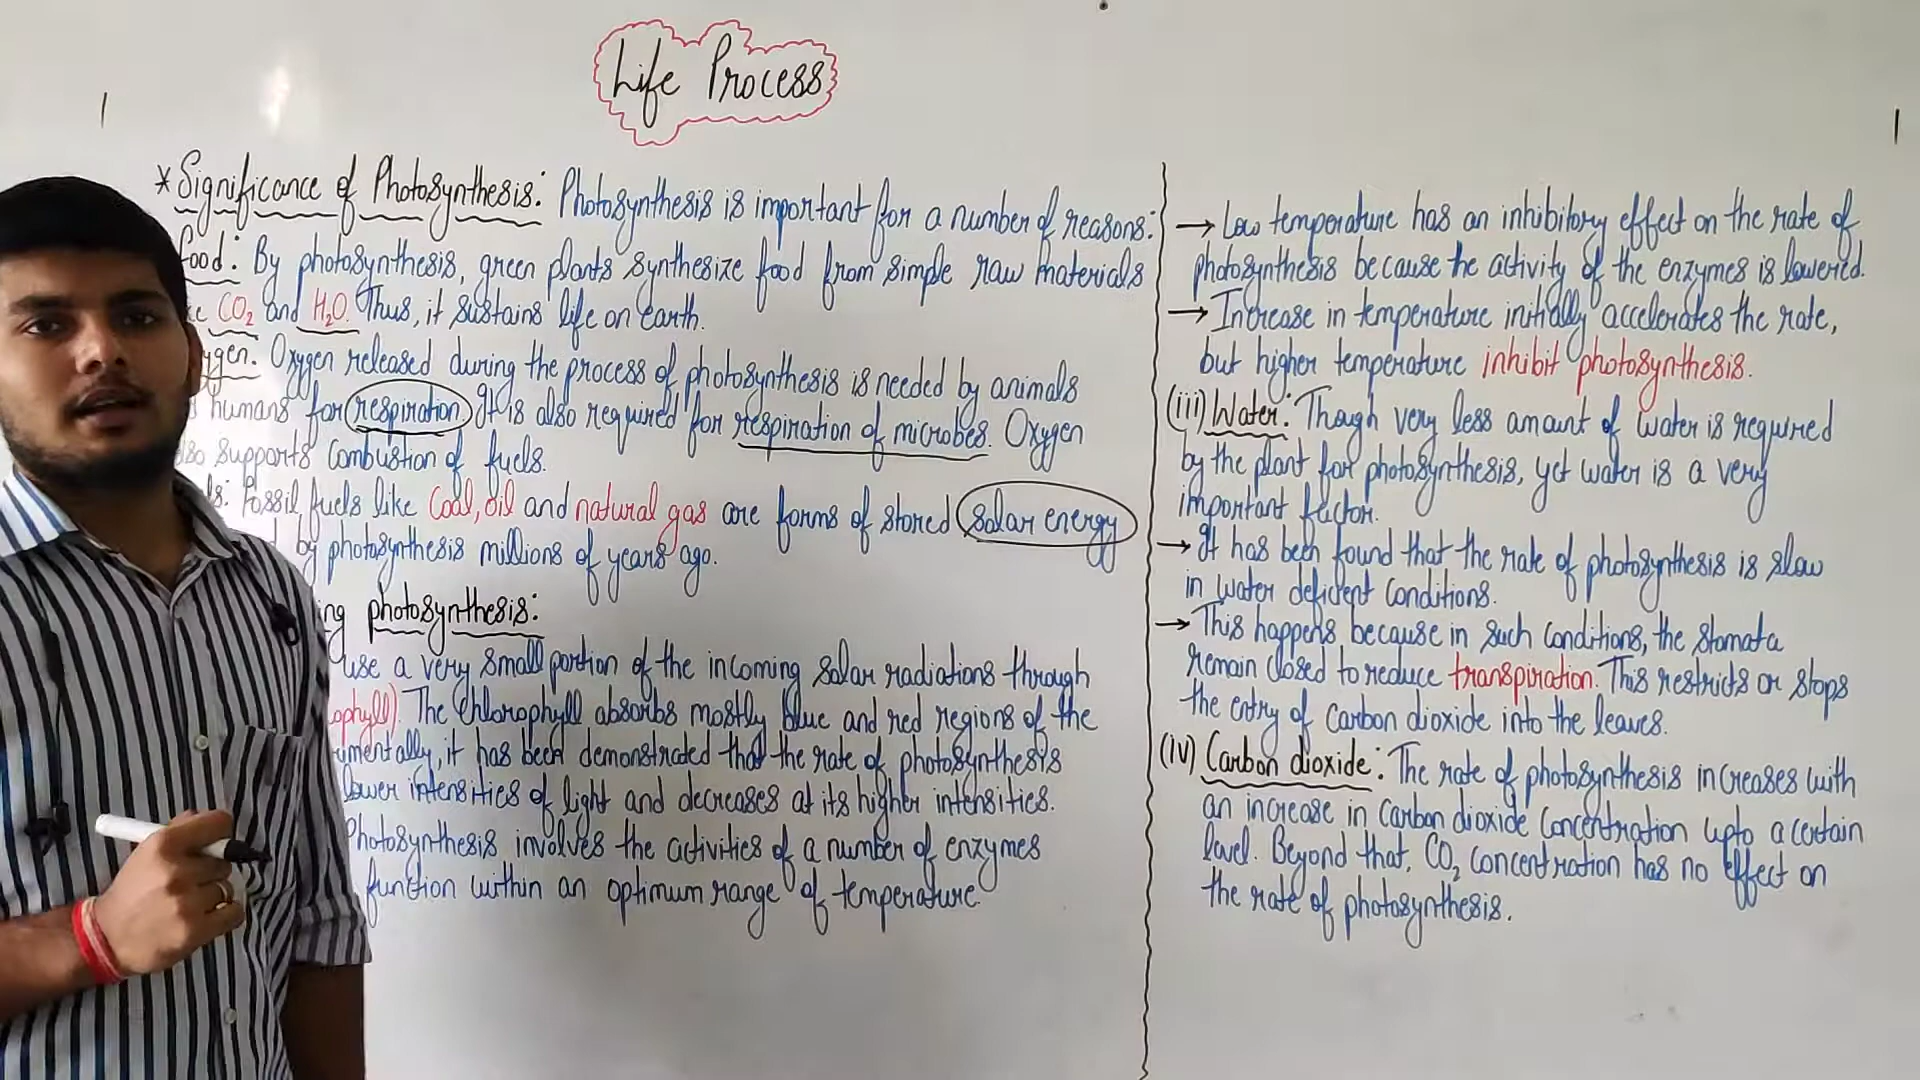 Life Process
* Significance of Photosynthesis: Photosynthesis is important for a number of reasons:
food: By photosynthesis, green plants synthesize food from simple raw materials
CO2 and H2O. Thus, it sustains life on earth.
ygen. Oxygen released during the process of photosynthesis is needed by animals
humans for respiration It is also required for respiration of microbes. Oxygen
lso supports combustion of fuels.
ls: Fossil fuels like Coal, oil and natural gas are forms of stored solar energy
by photosynthesis millions of years ago.
ing photosynthesis:
use a very small portion of the incoming solar radiations through
ophyll). The Chlorophyll absorbs mostly blue and red regions of the
umentally, it has been demonstrated that the rate of photosynthesis
lower intensities of light and decreases at its higher intensities.
Photosynthesis involves the activities of a number of enzymes
function within an optimum range of temperature.
→ Low temperature has an inhibitory effect on the rate of
photosynthesis because the activity of the enzymes is lowered.
→ Increase in temperature initially accelerates the rate,
but higher temperature inhibit photosynthesis.
(iii) Water: Though very less amount of water is required
by the plant for photosynthesis, yet water is a very
important factor.
→ It has been found that the rate of photosynthesis is slow
in water deficient conditions.
→ This happens because in such conditions, the stomata
remain closed to reduce transpiration. This restricts or stops
the entry of carbon dioxide into the leaves.
(iv) Carbon dioxide: The rate of photosynthesis increases with
an increase in carbon dioxide concentration upto a certain
level. Beyond that, CO2 concentration has no effect on
the rate of photosynthesis.